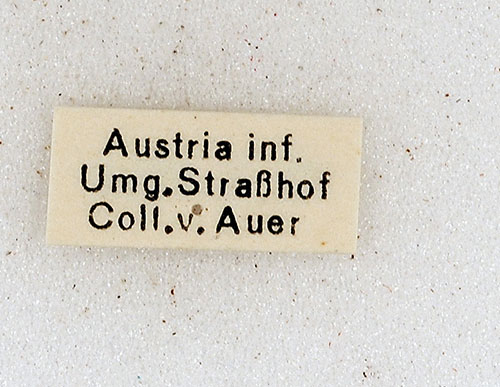 Austria inf.
Umg.Straßhof
Coll.v. Auer